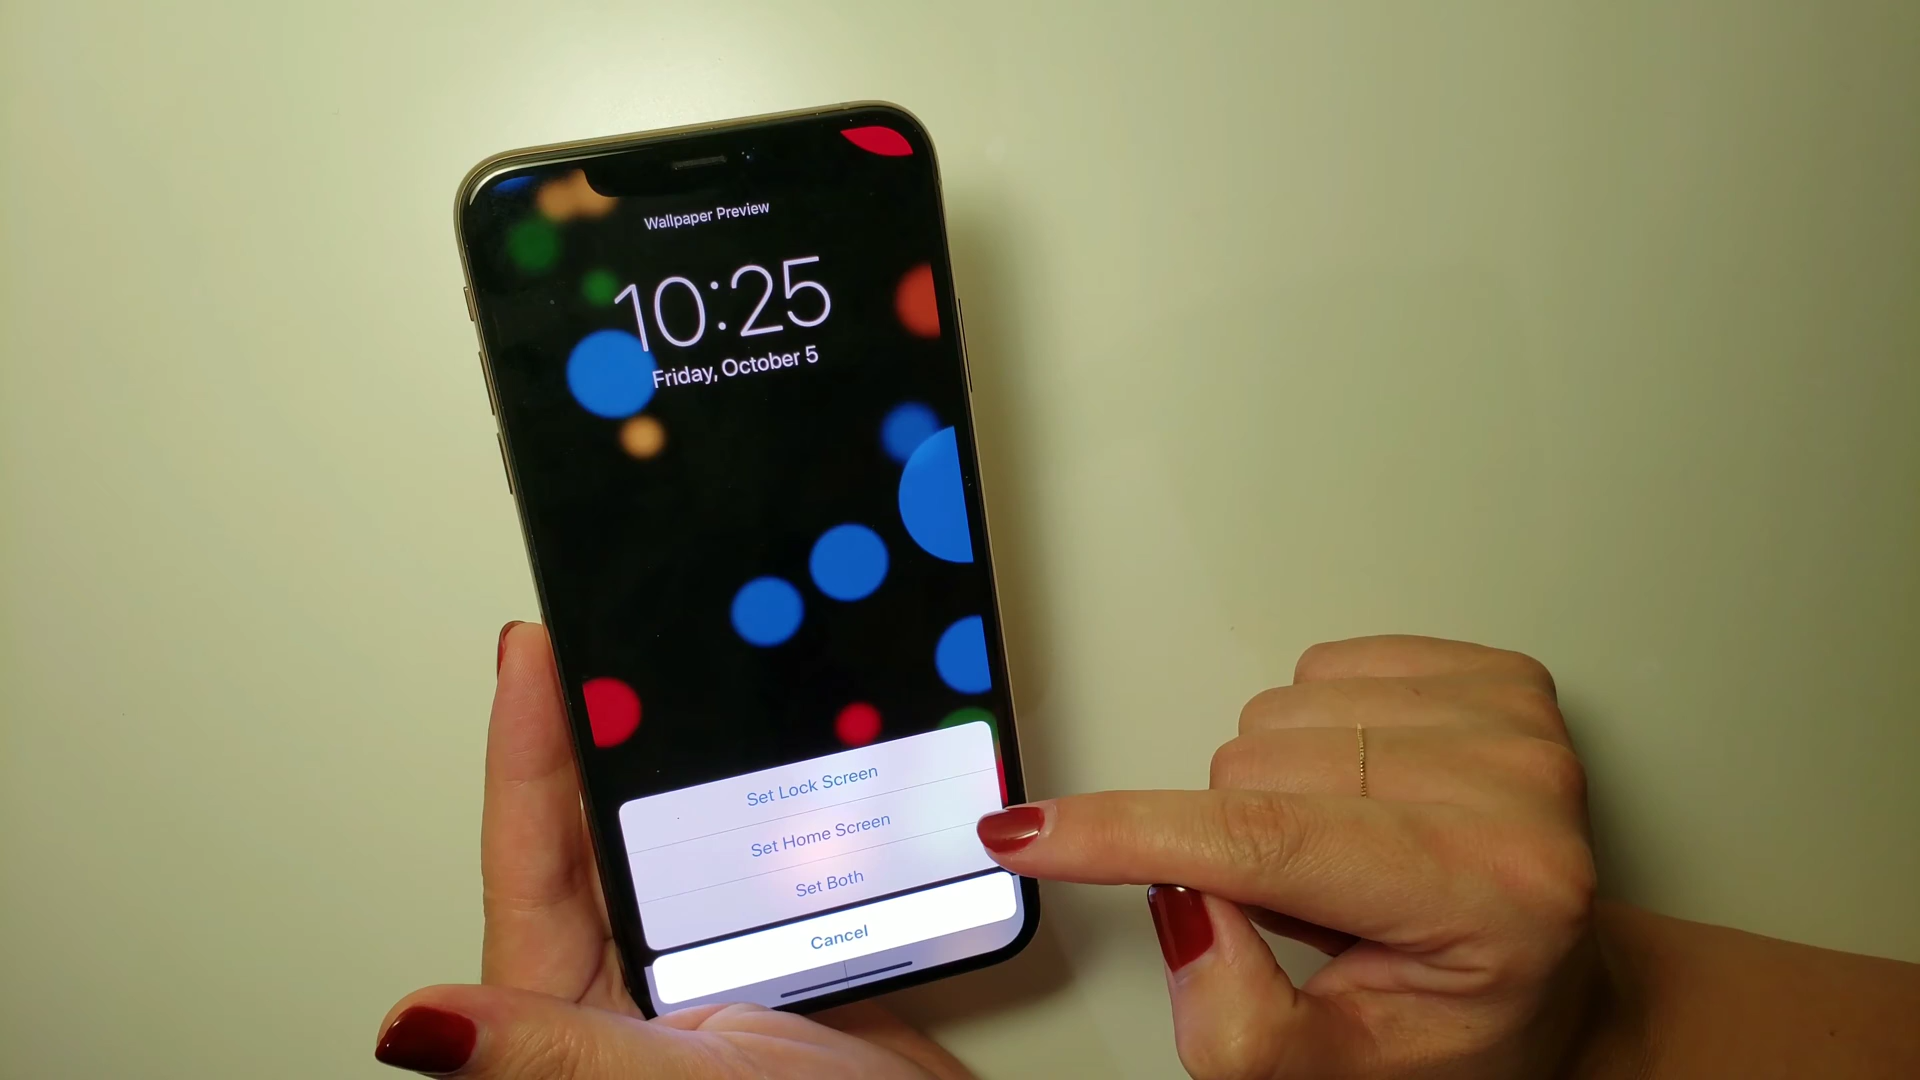 Wallpaper Preview
10:25
Friday, October 5
Set Lock Screen
Set Home Screen
Set Both
Cancel